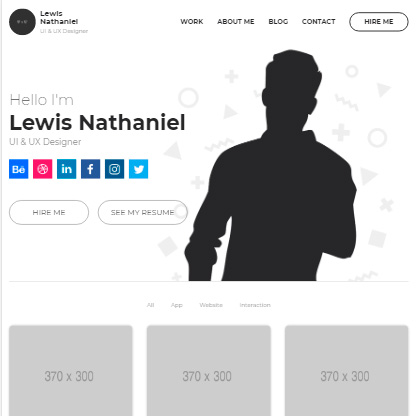 Lewis
Nathaniel
UI & UX Designer
WORK ABOUT ME BLOG CONTACT HIRE ME
Hello I'm
Lewis Nathaniel
UI & UX Designer
Bē
in
f
HIRE ME SEE MY RESUME
All App Website Interaction
370 x 300 370 x 300 370 x 300